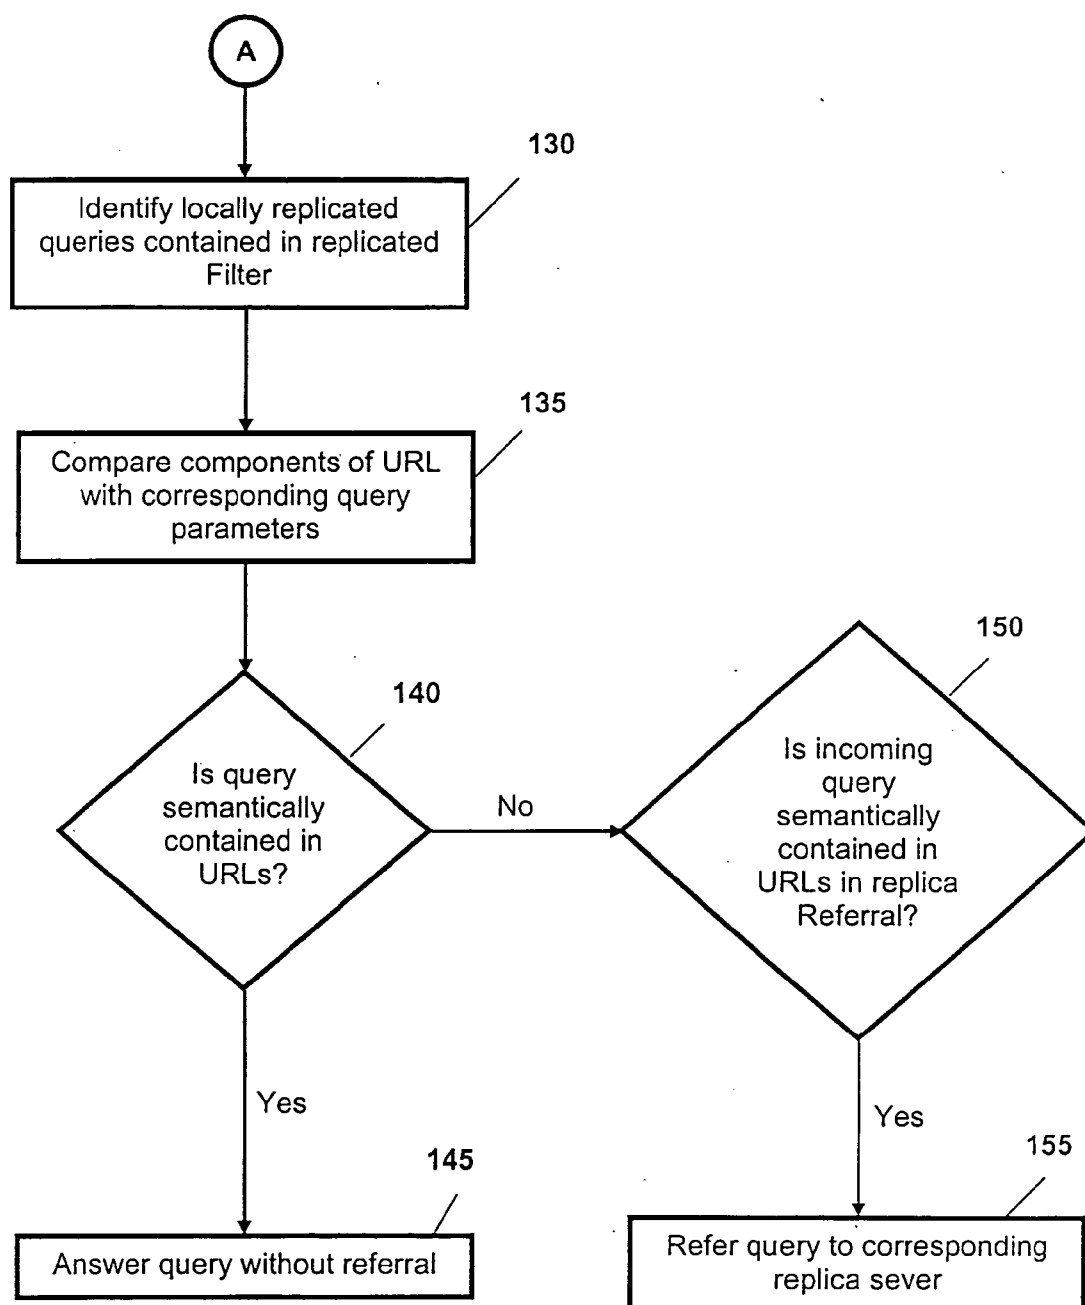 A
130
Identify locally replicated
queries contained in replicated
Filter
135
Compare components of URL
with corresponding query
parameters
140
Is query
semantically
contained in
URLs?
No
150
Is incoming
query
semantically
contained in
URLs in replica
Referral?
Yes
145
Answer query without referral
Yes
155
Refer query to corresponding
replica sever